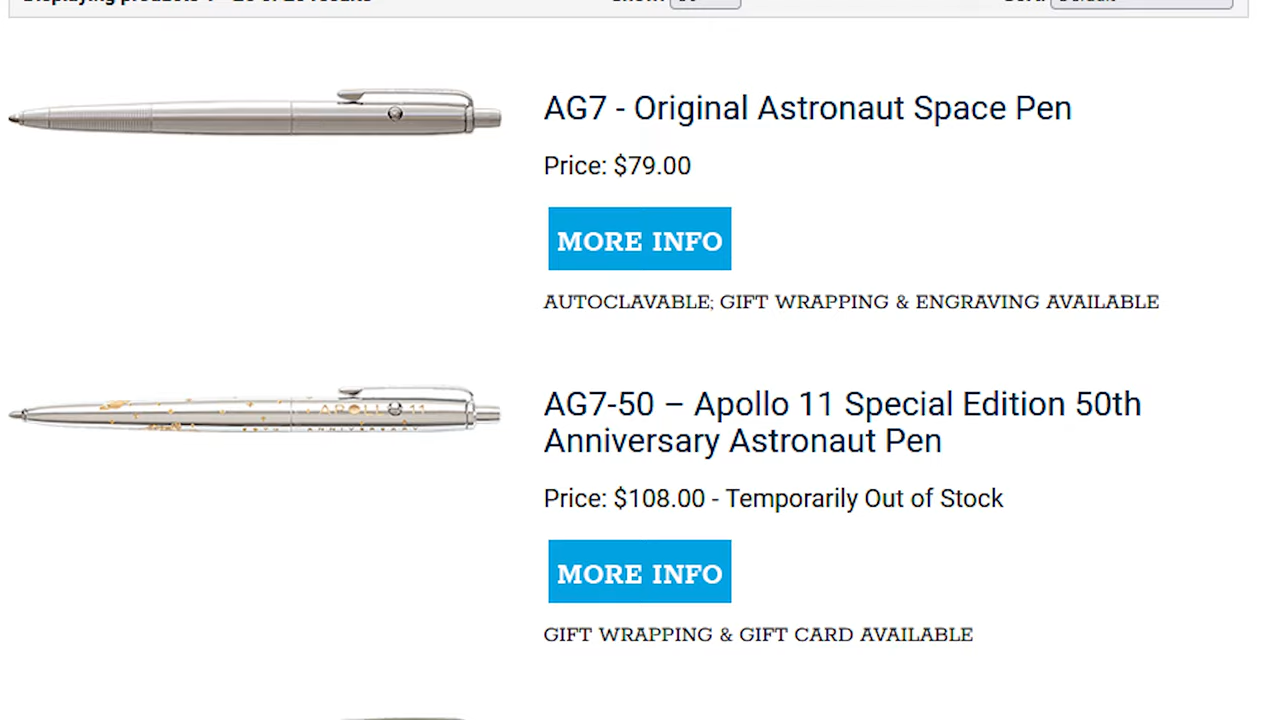 AG7 - Original Astronaut Space Pen
Price: $79.00
MORE INFO
AUTOCLAVABLE; GIFT WRAPPING & ENGRAVING AVAILABLE
APOLLO 11
AG7-50 – Apollo 11 Special Edition 50th
Anniversary Astronaut Pen
Price: $108.00 - Temporarily Out of Stock
MORE INFO
GIFT WRAPPING & GIFT CARD AVAILABLE